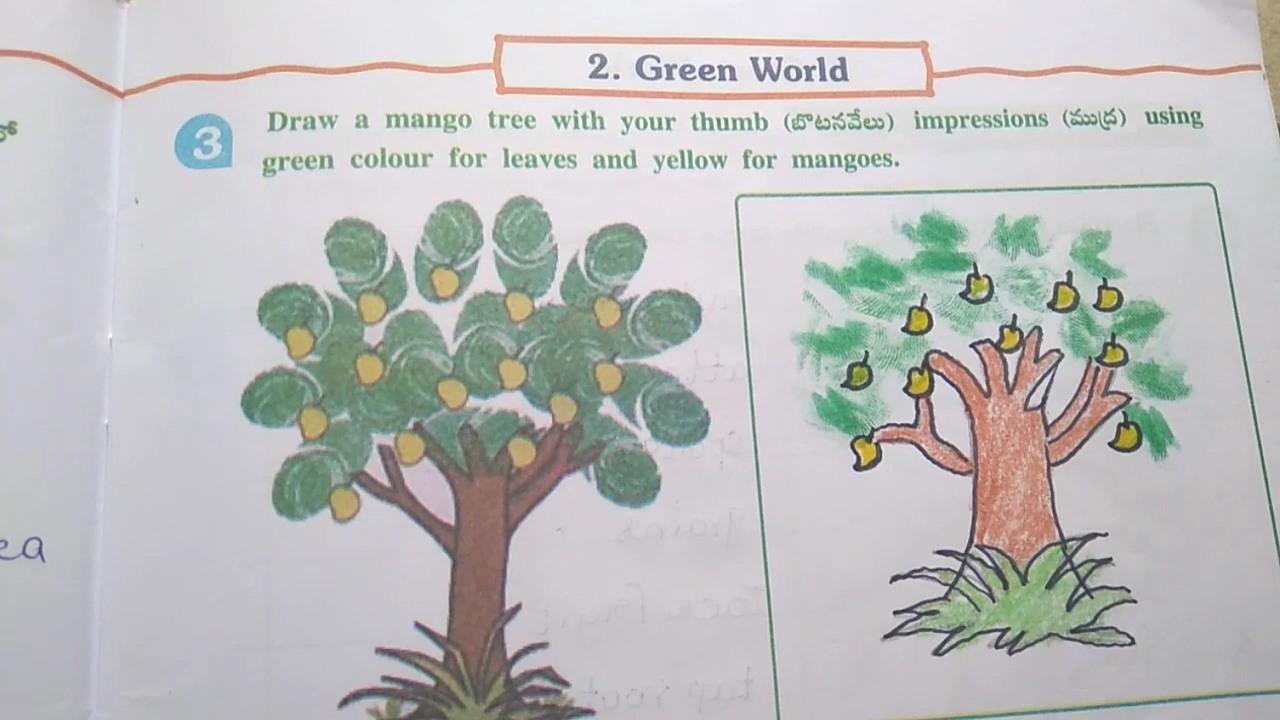 2. Green World
3
Draw a mango tree with your thumb (బొటనవేలు) impressions (ముద్ర) using
green colour for leaves and yellow for mangoes.